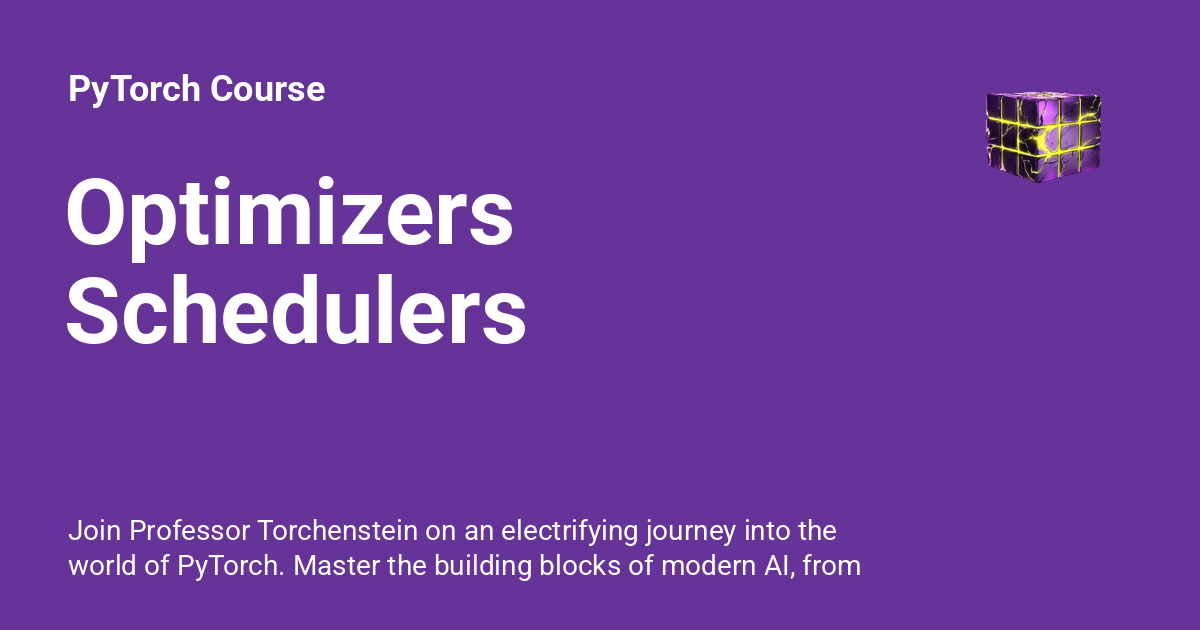 PyTorch Course
Optimizers
Schedulers
Join Professor Torchenstein on an electrifying journey into the
world of PyTorch. Master the building blocks of modern AI, from